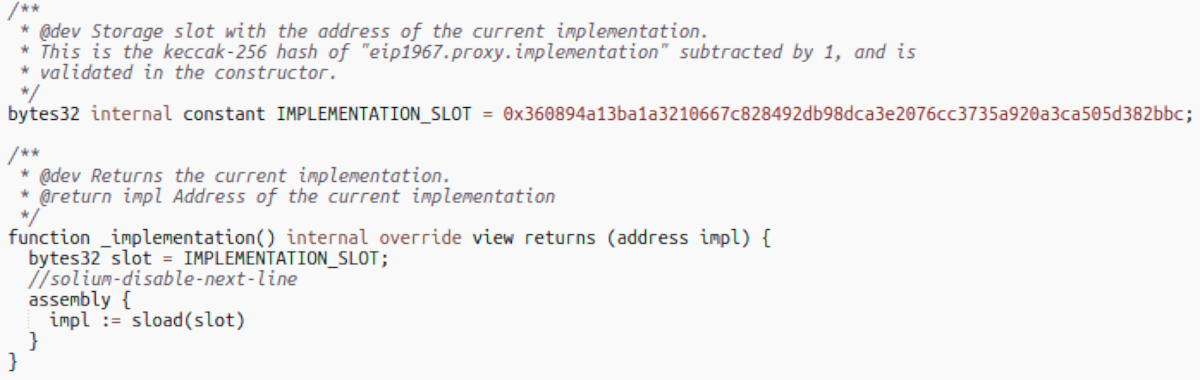 /**
 * @dev Storage slot with the address of the current implementation.
 * This is the keccak-256 hash of "eip1967.proxy.implementation" subtracted by 1, and is
 * validated in the constructor.
 */
bytes32 internal constant IMPLEMENTATION_SLOT = 0x360894a13ba1a3210667c828492db98dca3e2076cc3735a920a3ca505d382bbc;
/**
 * @dev Returns the current implementation.
 * @return impl Address of the current implementation
 */
function _implementation() internal override view returns (address impl) {
  bytes32 slot = IMPLEMENTATION_SLOT;
  //solium-disable-next-line
  assembly {
    impl := sload(slot)
  }
}